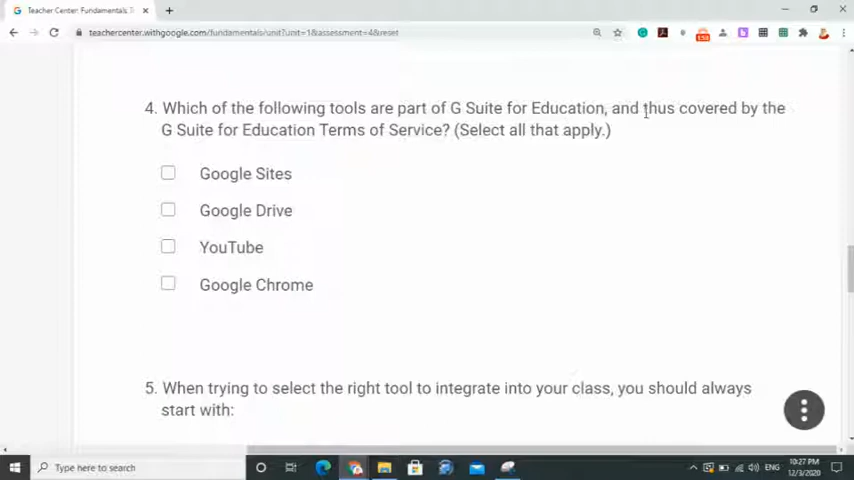 Teacher Center: Fundamentals T
teachercenter.withgoogle.com/fundamentals/unit?unit=1&assessment=4&reset
4. Which of the following tools are part of G Suite for Education, and thus covered by the
G Suite for Education Terms of Service? (Select all that apply.)
Google Sites
Google Drive
YouTube
Google Chrome
5. When trying to select the right tool to integrate into your class, you should always
start with:
Type here to search
ENG
10:27 PM
12/3/2020